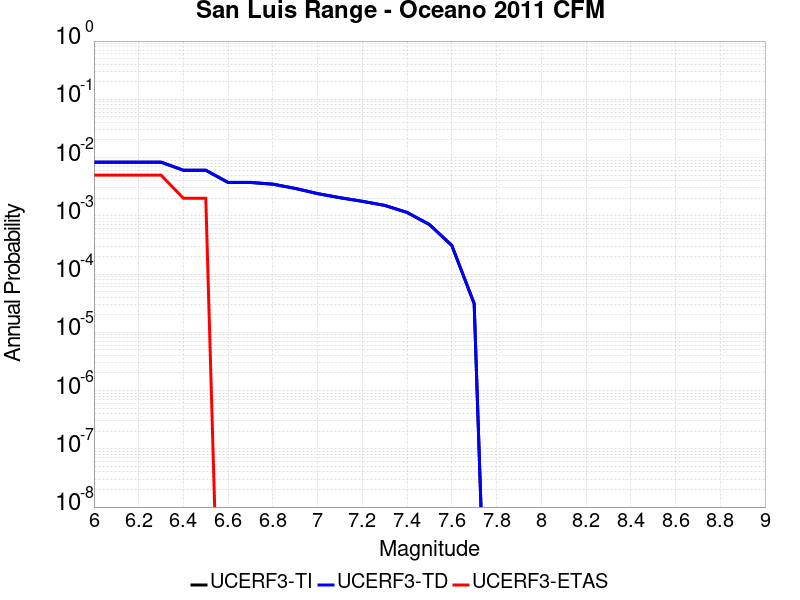 San Luis Range - Oceano 2011 CFM
10^0
10^-1
10^-2
10^-3
10^-4
10^-5
10^-6
10^-7
10^-8
Annual Probability
6 6.2 6.4 6.6 6.8 7 7.2 7.4 7.6 7.8 8 8.2 8.4 8.6 8.8 9
Magnitude
UCERF3-TI UCERF3-TD UCERF3-ETAS